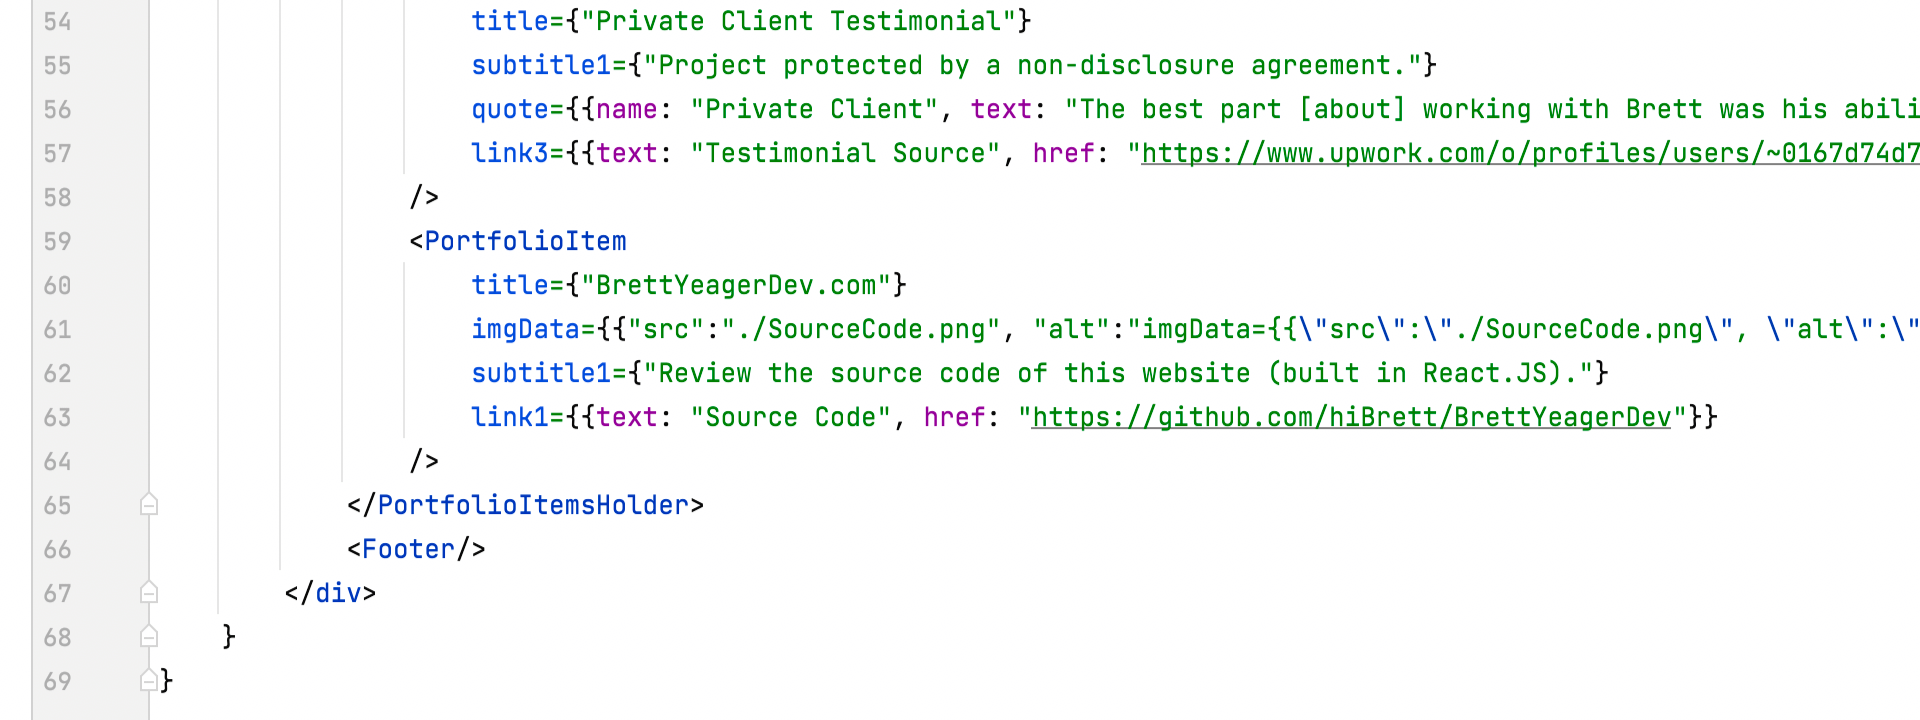 54 title={"Private Client Testimonial"}
55 subtitle1={"Project protected by a non-disclosure agreement."}
56 quote={{name: "Private Client", text: "The best part [about] working with Brett was his abili
57 link3={{text: "Testimonial Source", href: "https://www.upwork.com/o/profiles/users/~0167d74d7
58 />
59 <PortfolioItem
60 title={"BrettYeagerDev.com"}
61 imgData={{"src":"./SourceCode.png", "alt":"imgData={{\"src\":\"./SourceCode.png\", \"alt\":\"
62 subtitle1={"Review the source code of this website (built in React.JS)."}
63 link1={{text: "Source Code", href: "https://github.com/hiBrett/BrettYeagerDev"}}
64 />
65 </PortfolioItemsHolder>
66 <Footer/>
67 </div>
68 }
69 }